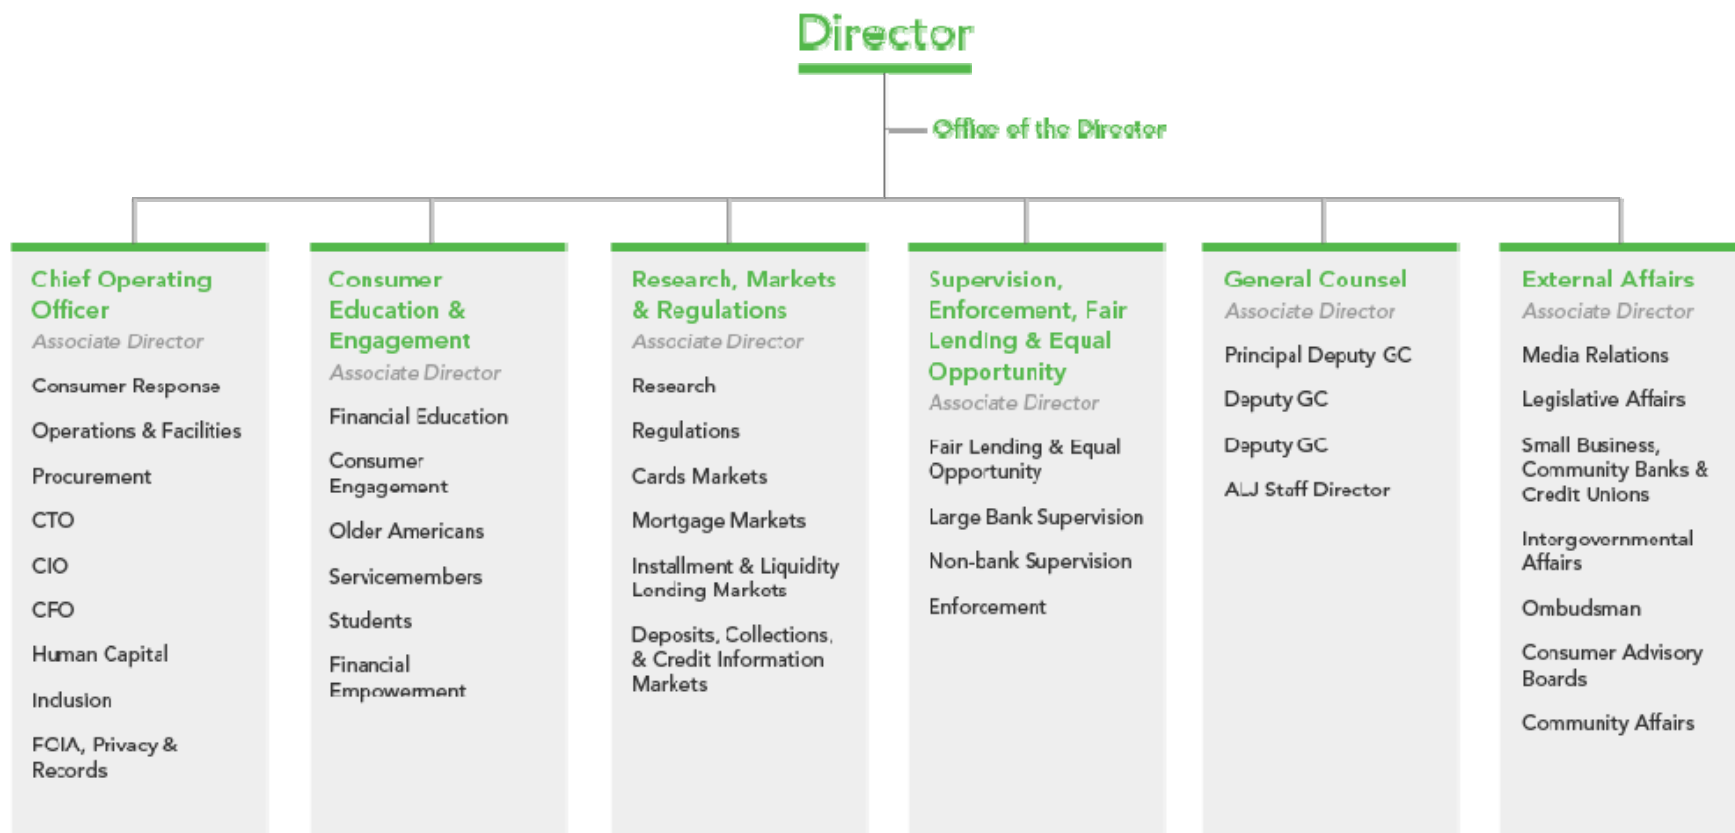 Director
Office of the Director
Chief Operating
Officer
Associate Director
Consumer Response
Operations & Facilities
Procurement
CTO
CIO
CFO
Human Capital
Inclusion
FOIA, Privacy &
Records
Consumer
Education &
Engagement
Associate Director
Financial Education
Consumer
Engagement
Older Americans
Servicemembers
Students
Financial
Empowerment
Research, Markets
& Regulations
Associate Director
Research
Regulations
Cards Markets
Mortgage Markets
Installment & Liquidity
Lending Markets
Deposits, Collections,
& Credit Information
Markets
Supervision,
Enforcement, Fair
Lending & Equal
Opportunity
Associate Director
Fair Lending & Equal
Opportunity
Large Bank Supervision
Non-bank Supervision
Enforcement
General Counsel
Associate Director
Principal Deputy GC
Deputy GC
Deputy GC
ALJ Staff Director
External Affairs
Associate Director
Media Relations
Legislative Affairs
Small Business,
Community Banks &
Credit Unions
Intergovernmental
Affairs
Ombudsman
Consumer Advisory
Boards
Community Affairs